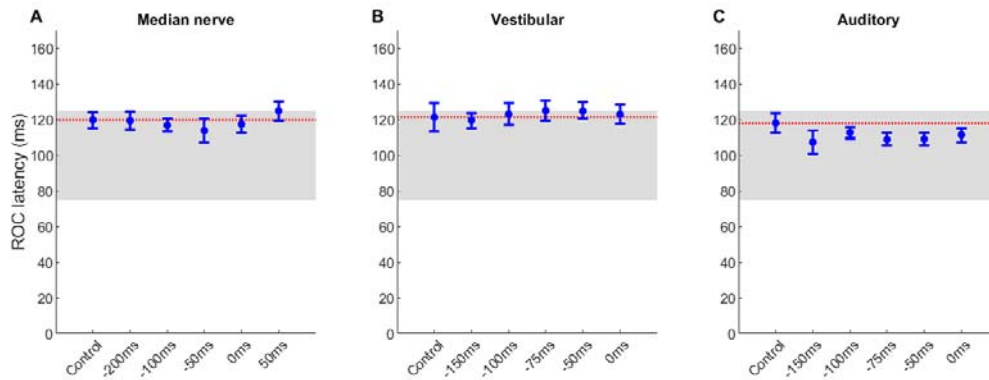 A Median nerve
B Vestibular
C Auditory
ROC latency (ms)
160 160 160
140 140 140
120 120 120
100 100 100
80 80 80
60 60 60
40 40 40
20 20 20
0 0 0
Control -200ms -100ms -50ms 0ms 50ms
Control -150ms -100ms -75ms -50ms 0ms
Control -150ms -100ms -75ms -50ms 0ms